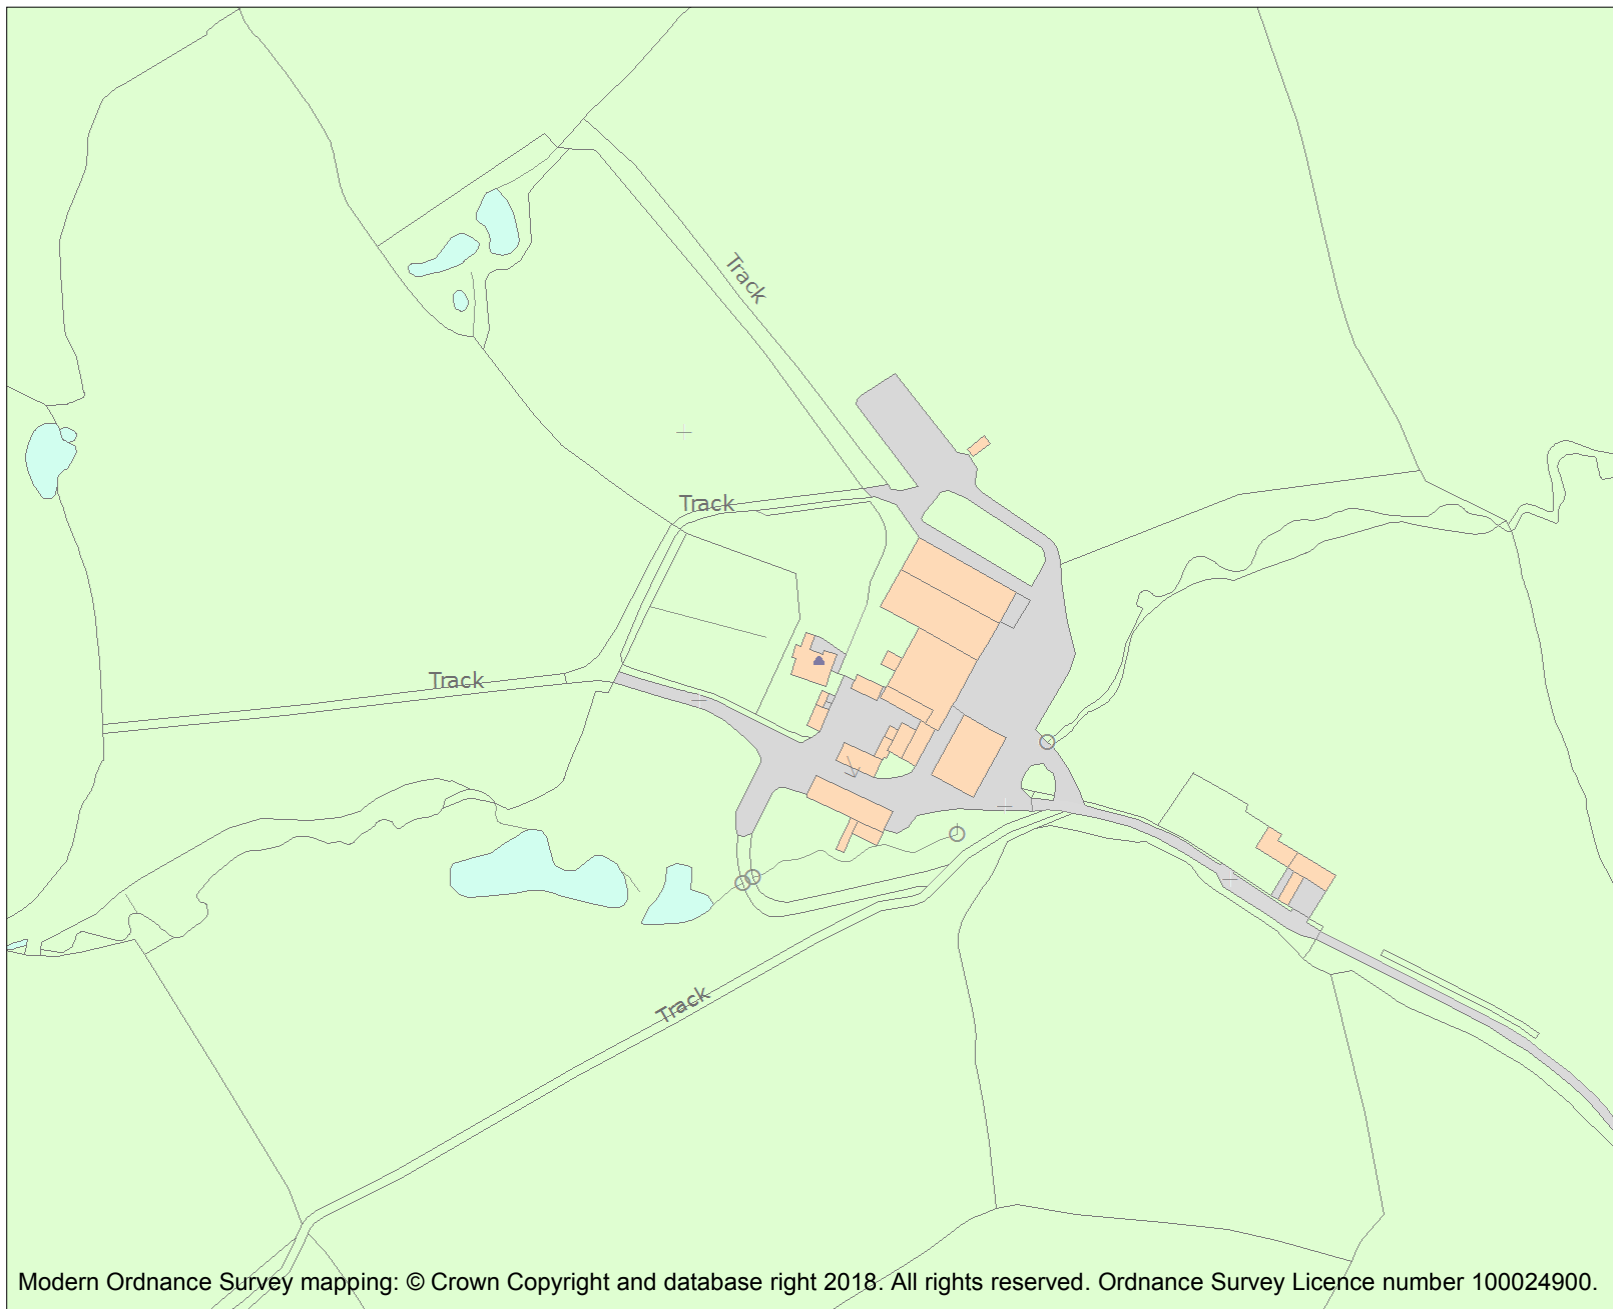 Track
Track
Track
Track
Modern Ordnance Survey mapping: © Crown Copyright and database right 2018. All rights reserved. Ordnance Survey Licence number 100024900.